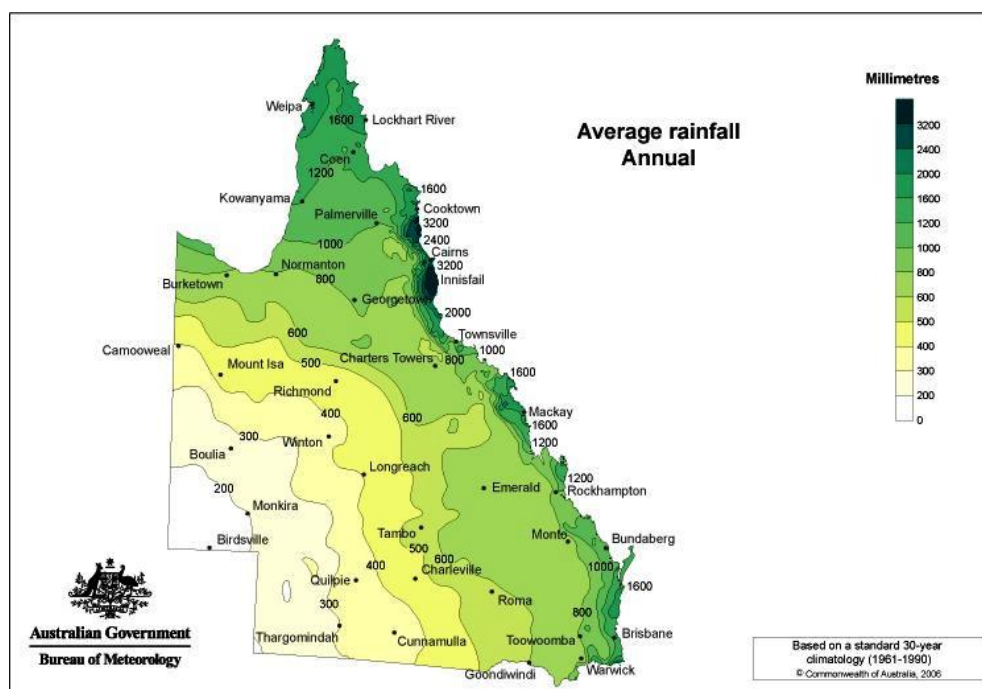 Average rainfall
Annual
Millimetres
3200
2400
2000
1600
1200
1000
800
600
500
400
300
200
0
Weipa
1600
Lockhart River
Coen
1200
1600
Kowanyama
Cooktown
Palmerville
3200
2400
1000
Cairns
Normanton
3200
800
Innisfail
Burketown
Georgetown
2000
600
Townsville
Camooweal
500
1000
Charters Towers
800
Mount Isa
1600
Richmond
400
600
Mackay
1600
300
Winton
1200
Boulia
Longreach
1200
200
Emerald
Rockhampton
Monkira
Tambo
Monto
Birdsville
500
Bundaberg
600
1000
400
Charleville
Quilpie
1600
300
Roma
800
Thargomindah
Cunnamulla
Toowoomba
Brisbane
Goondiwindi
Warwick
Australian Government
Bureau of Meteorology
Based on a standard 30-year
climatology (1961-1990)
© Commonwealth of Australia, 2006